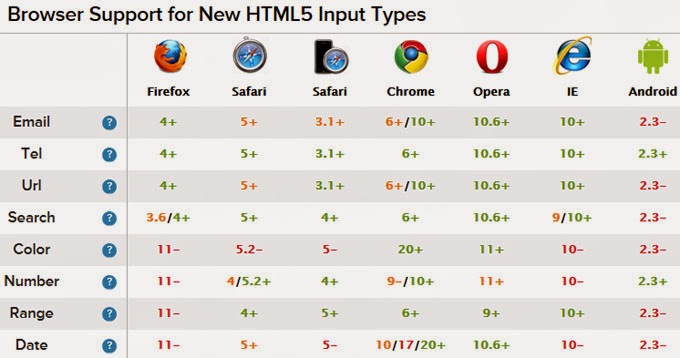 Browser Support for New HTML5 Input Types
Firefox Safari Safari Chrome Opera IE Android
Email ? 4+ 5+ 3.1+ 6+/10+ 10.6+ 10+ 2.3–
Tel ? 4+ 5+ 3.1+ 6+ 10.6+ 10+ 2.3+
Url ? 4+ 5+ 3.1+ 6+/10+ 10.6+ 10+ 2.3–
Search ? 3.6/4+ 5+ 4+ 6+ 10.6+ 9/10+ 2.3–
Color ? 11– 5.2– 5– 20+ 11+ 10– 2.3–
Number ? 11– 4/5.2+ 4+ 9–/10+ 11+ 10– 2.3+
Range ? 11– 4+ 5+ 6+ 9+ 10+ 2.3–
Date ? 11– 5+ 5– 10/17/20+ 10.6+ 10– 2.3–